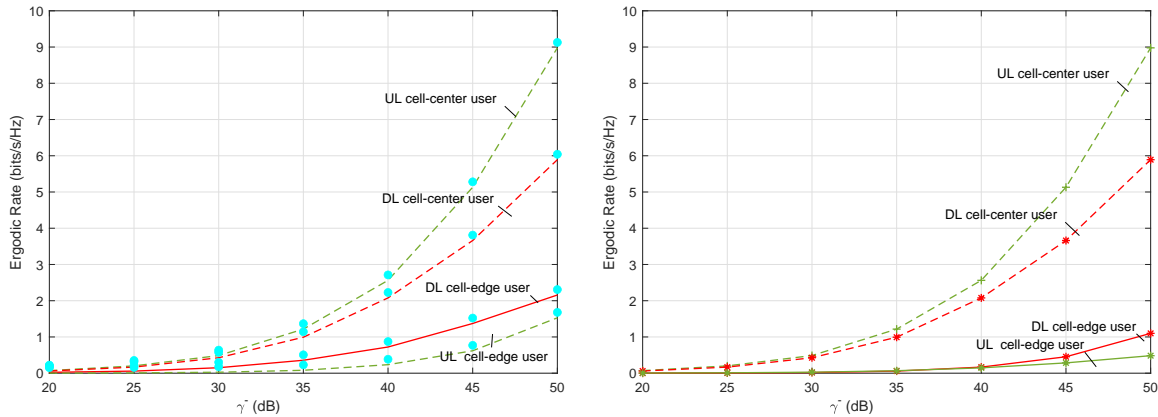 10
9
8
7
6
5
4
3
2
1
0
20 25 30 35 40 45 50
Ergodic Rate (bits/s/Hz)
γ¯ (dB)
UL cell-center user
DL cell-center user
DL cell-edge user
UL cell-edge user
10
9
8
7
6
5
4
3
2
1
0
20 25 30 35 40 45 50
Ergodic Rate (bits/s/Hz)
γ¯ (dB)
UL cell-center user
DL cell-center user
DL cell-edge user
UL cell-edge user